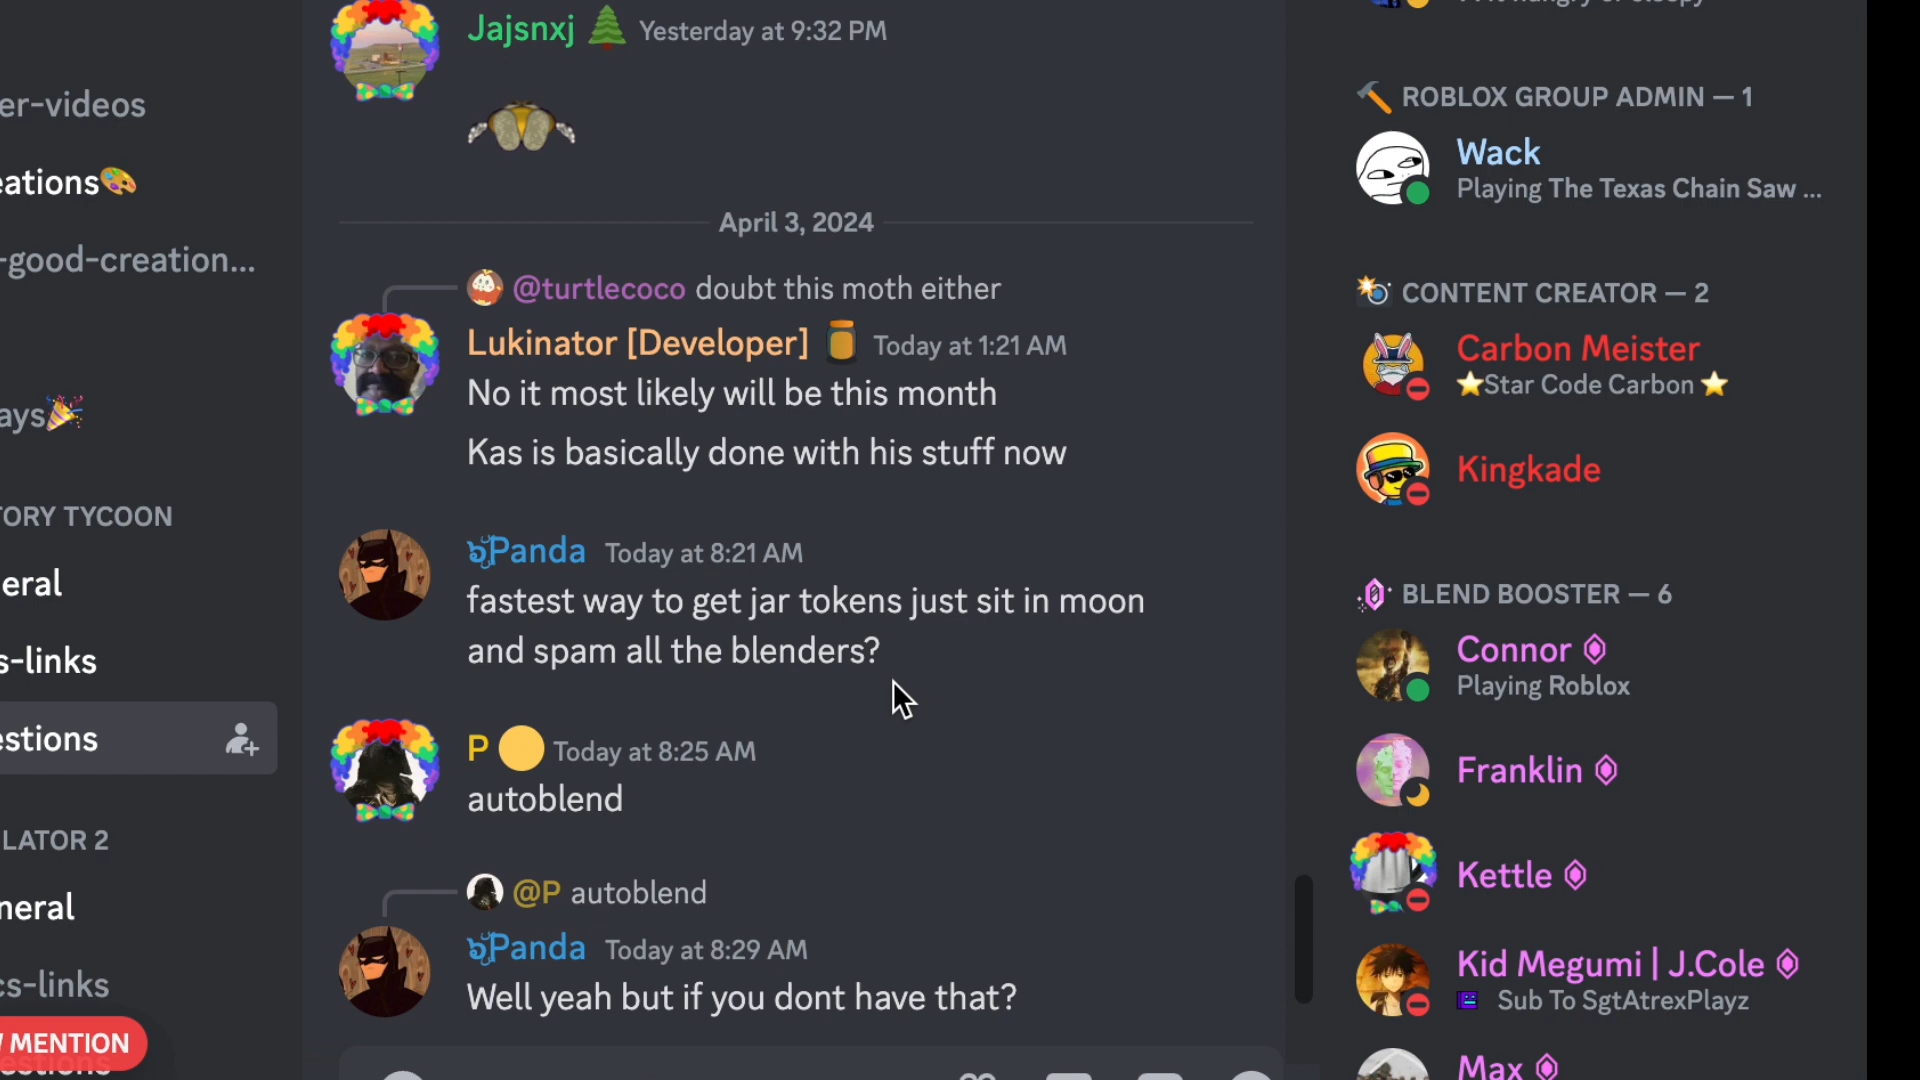 er-videos
eations
-good-creation...
ays
TORY TYCOON
eral
s-links
estions
LATOR 2
neral
cs-links
MENTION
Jajsnxj Yesterday at 9:32 PM
April 3, 2024
@turtlecoco doubt this moth either
Lukinator [Developer] Today at 1:21 AM
No it most likely will be this month
Kas is basically done with his stuff now
Panda Today at 8:21 AM
fastest way to get jar tokens just sit in moon
and spam all the blenders?
P Today at 8:25 AM
autoblend
@P autoblend
Panda Today at 8:29 AM
Well yeah but if you dont have that?
ROBLOX GROUP ADMIN — 1
Wack
Playing The Texas Chain Saw ...
CONTENT CREATOR — 2
Carbon Meister
⭐Star Code Carbon⭐
Kingkade
BLEND BOOSTER — 6
Connor
Playing Roblox
Franklin
Kettle
Kid Megumi | J.Cole
Sub To SgtAtrexPlayz
Max